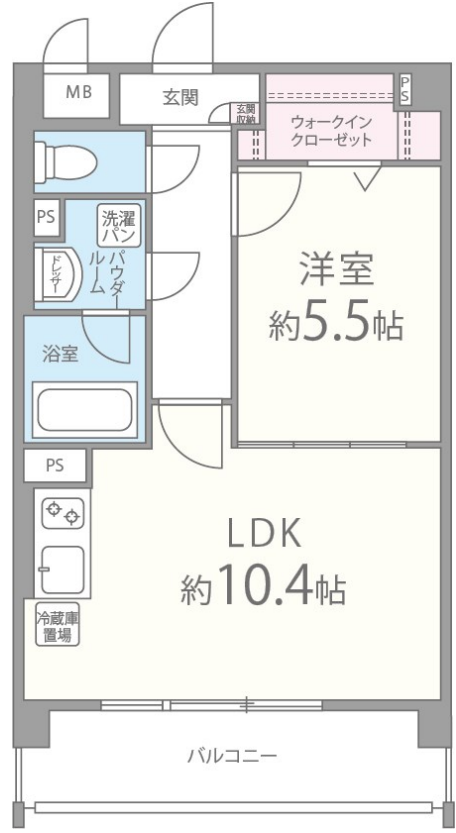 MB
玄関
玄関
収納
PS
ウォークイン
クローゼット
PS
洗濯
パン
ドレッサー
パウダー
ルーム
洋室
約5.5帖
浴室
PS
LDK
約10.4帖
冷蔵庫
置場
バルコニー